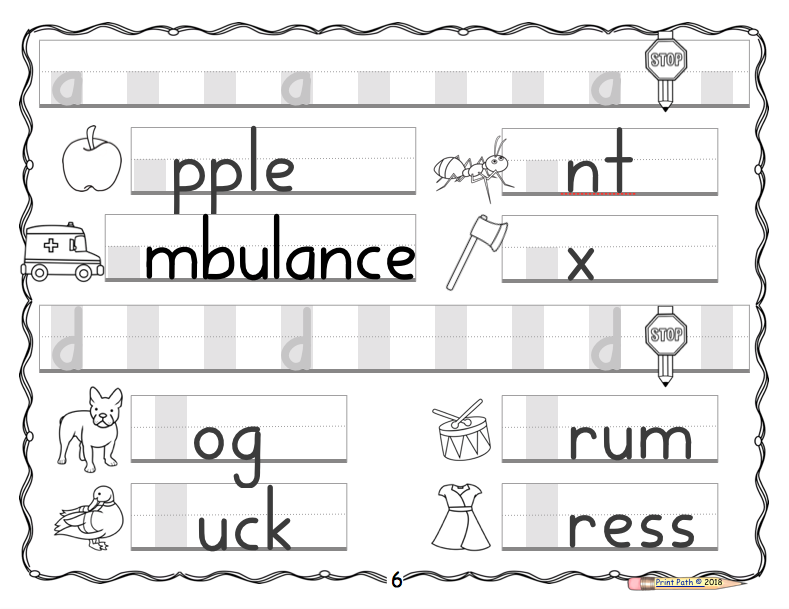 a a a STOP
pple nt
mbulance x
d d d STOP
og rum
uck ress
6 Print Path © 2018